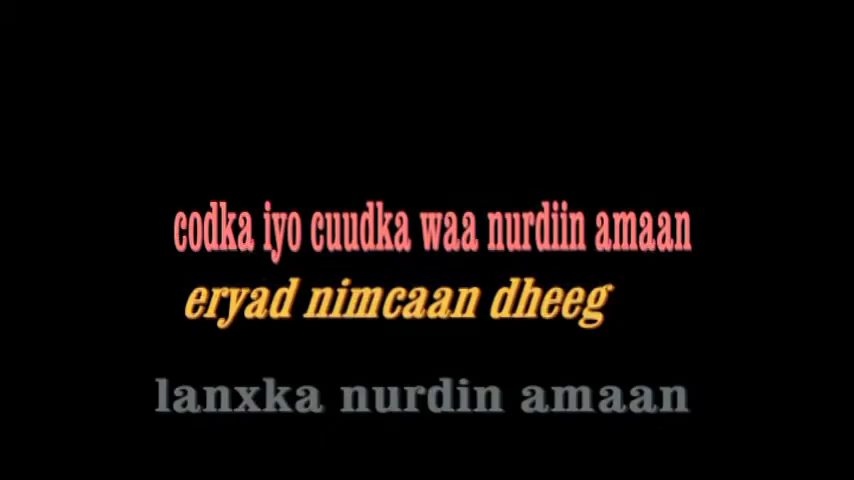 codka iyo cuudka waa nurdiin amaan
eryad nimcaan dheeg
lanxka nurdin amaan